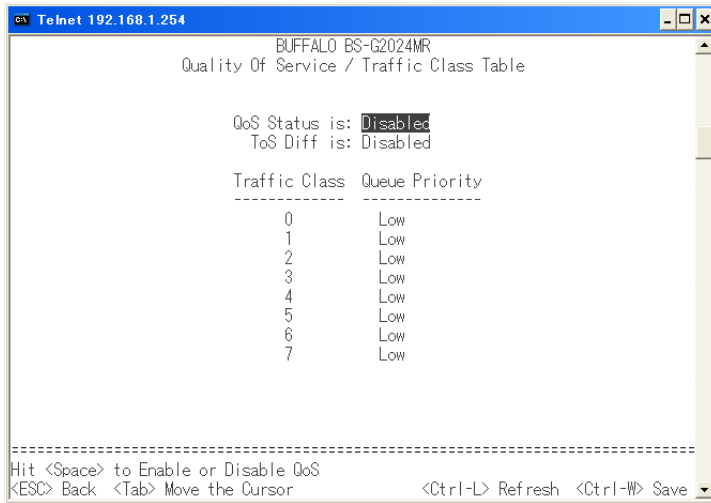 Telnet 192.168.1.254
BUFFALO BS-G2024MR
Quality Of Service / Traffic Class Table
QoS Status is: Disabled
ToS Diff is: Disabled
Traffic Class Queue Priority
------------- --------------
0 Low
1 Low
2 Low
3 Low
4 Low
5 Low
6 Low
7 Low
================================================================================
Hit <Space> to Enable or Disable QoS
<ESC> Back <Tab> Move the Cursor <Ctrl-L> Refresh <Ctrl-W> Save